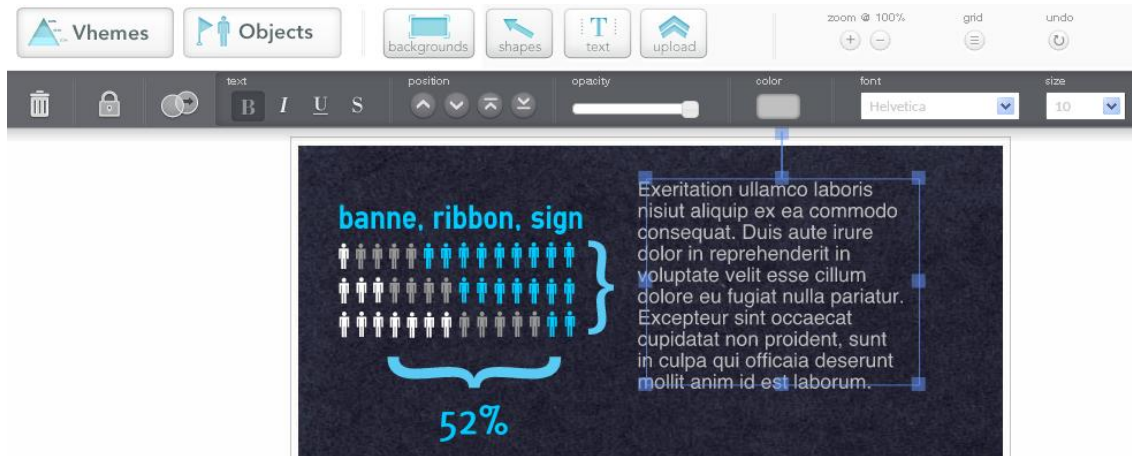 Vhemes
Objects
backgrounds
shapes
text
upload
zoom @ 100%
grid
undo
text
position
opacity
color
font
size
B I U S
Helvetica
10
banne, ribbon, sign
52%
Exeritation ullamco laboris
nisiut aliquip ex ea commodo
consequat. Duis aute irure
dolor in reprehenderit in
voluptate velit esse cillum
dolore eu fugiat nulla pariatur.
Excepteur sint occaecat
cupidatat non proident, sunt
in culpa qui officaia deserunt
mollit anim id est laborum.